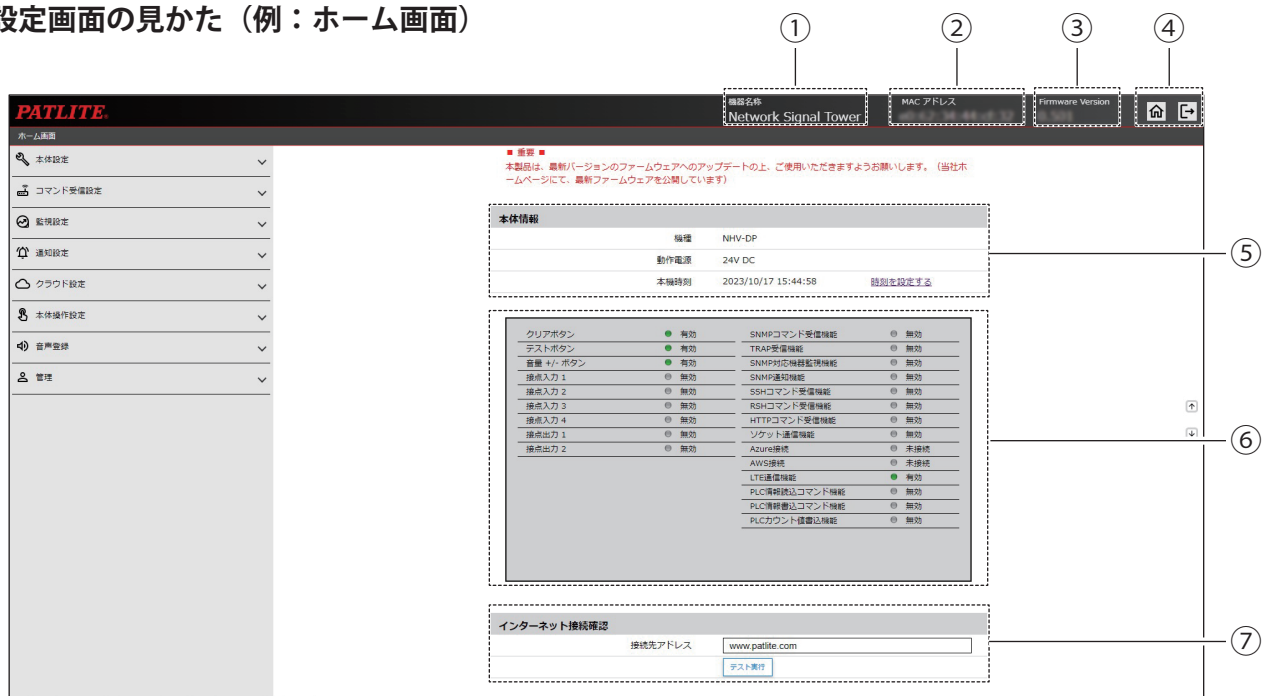 設定画面の見かた（例：ホーム画面）
① ② ③ ④
PATLITE.
機器名称
Network Signal Tower
MAC アドレス
Firmware Version
ホーム画面
本体設定
コマンド受信設定
監視設定
通知設定
クラウド設定
本体操作設定
音声登録
管理
■ 重要 ■
本製品は、最新バージョンのファームウェアへのアップデートの上、ご使用いただきますようお願いします。（当社ホ
ームページにて、最新ファームウェアを公開しています）
本体情報
機種 NHV-DP
動作電源 24V DC
本機時刻 2023/10/17 15:44:58 時刻を設定する
⑤
クリアボタン 有効 SNMPコマンド受信機能 無効
テストボタン 有効 TRAP受信機能 無効
音量 +/- ボタン 有効 SNMP対応機器監視機能 無効
接点入力 1 無効 SNMP通知機能 無効
接点入力 2 無効 SSHコマンド受信機能 無効
接点入力 3 無効 RSHコマンド受信機能 無効
接点入力 4 無効 HTTPコマンド受信機能 無効
接点出力 1 無効 ソケット通信機能 無効
接点出力 2 無効 Azure接続 未接続
AWS接続 未接続
LTE通信機能 有効
PLC情報読込コマンド機能 無効
PLC情報書込コマンド機能 無効
PLCカウント値書込機能 無効
⑥
インターネット接続確認
接続先アドレス www.patlite.com
テスト実行
⑦